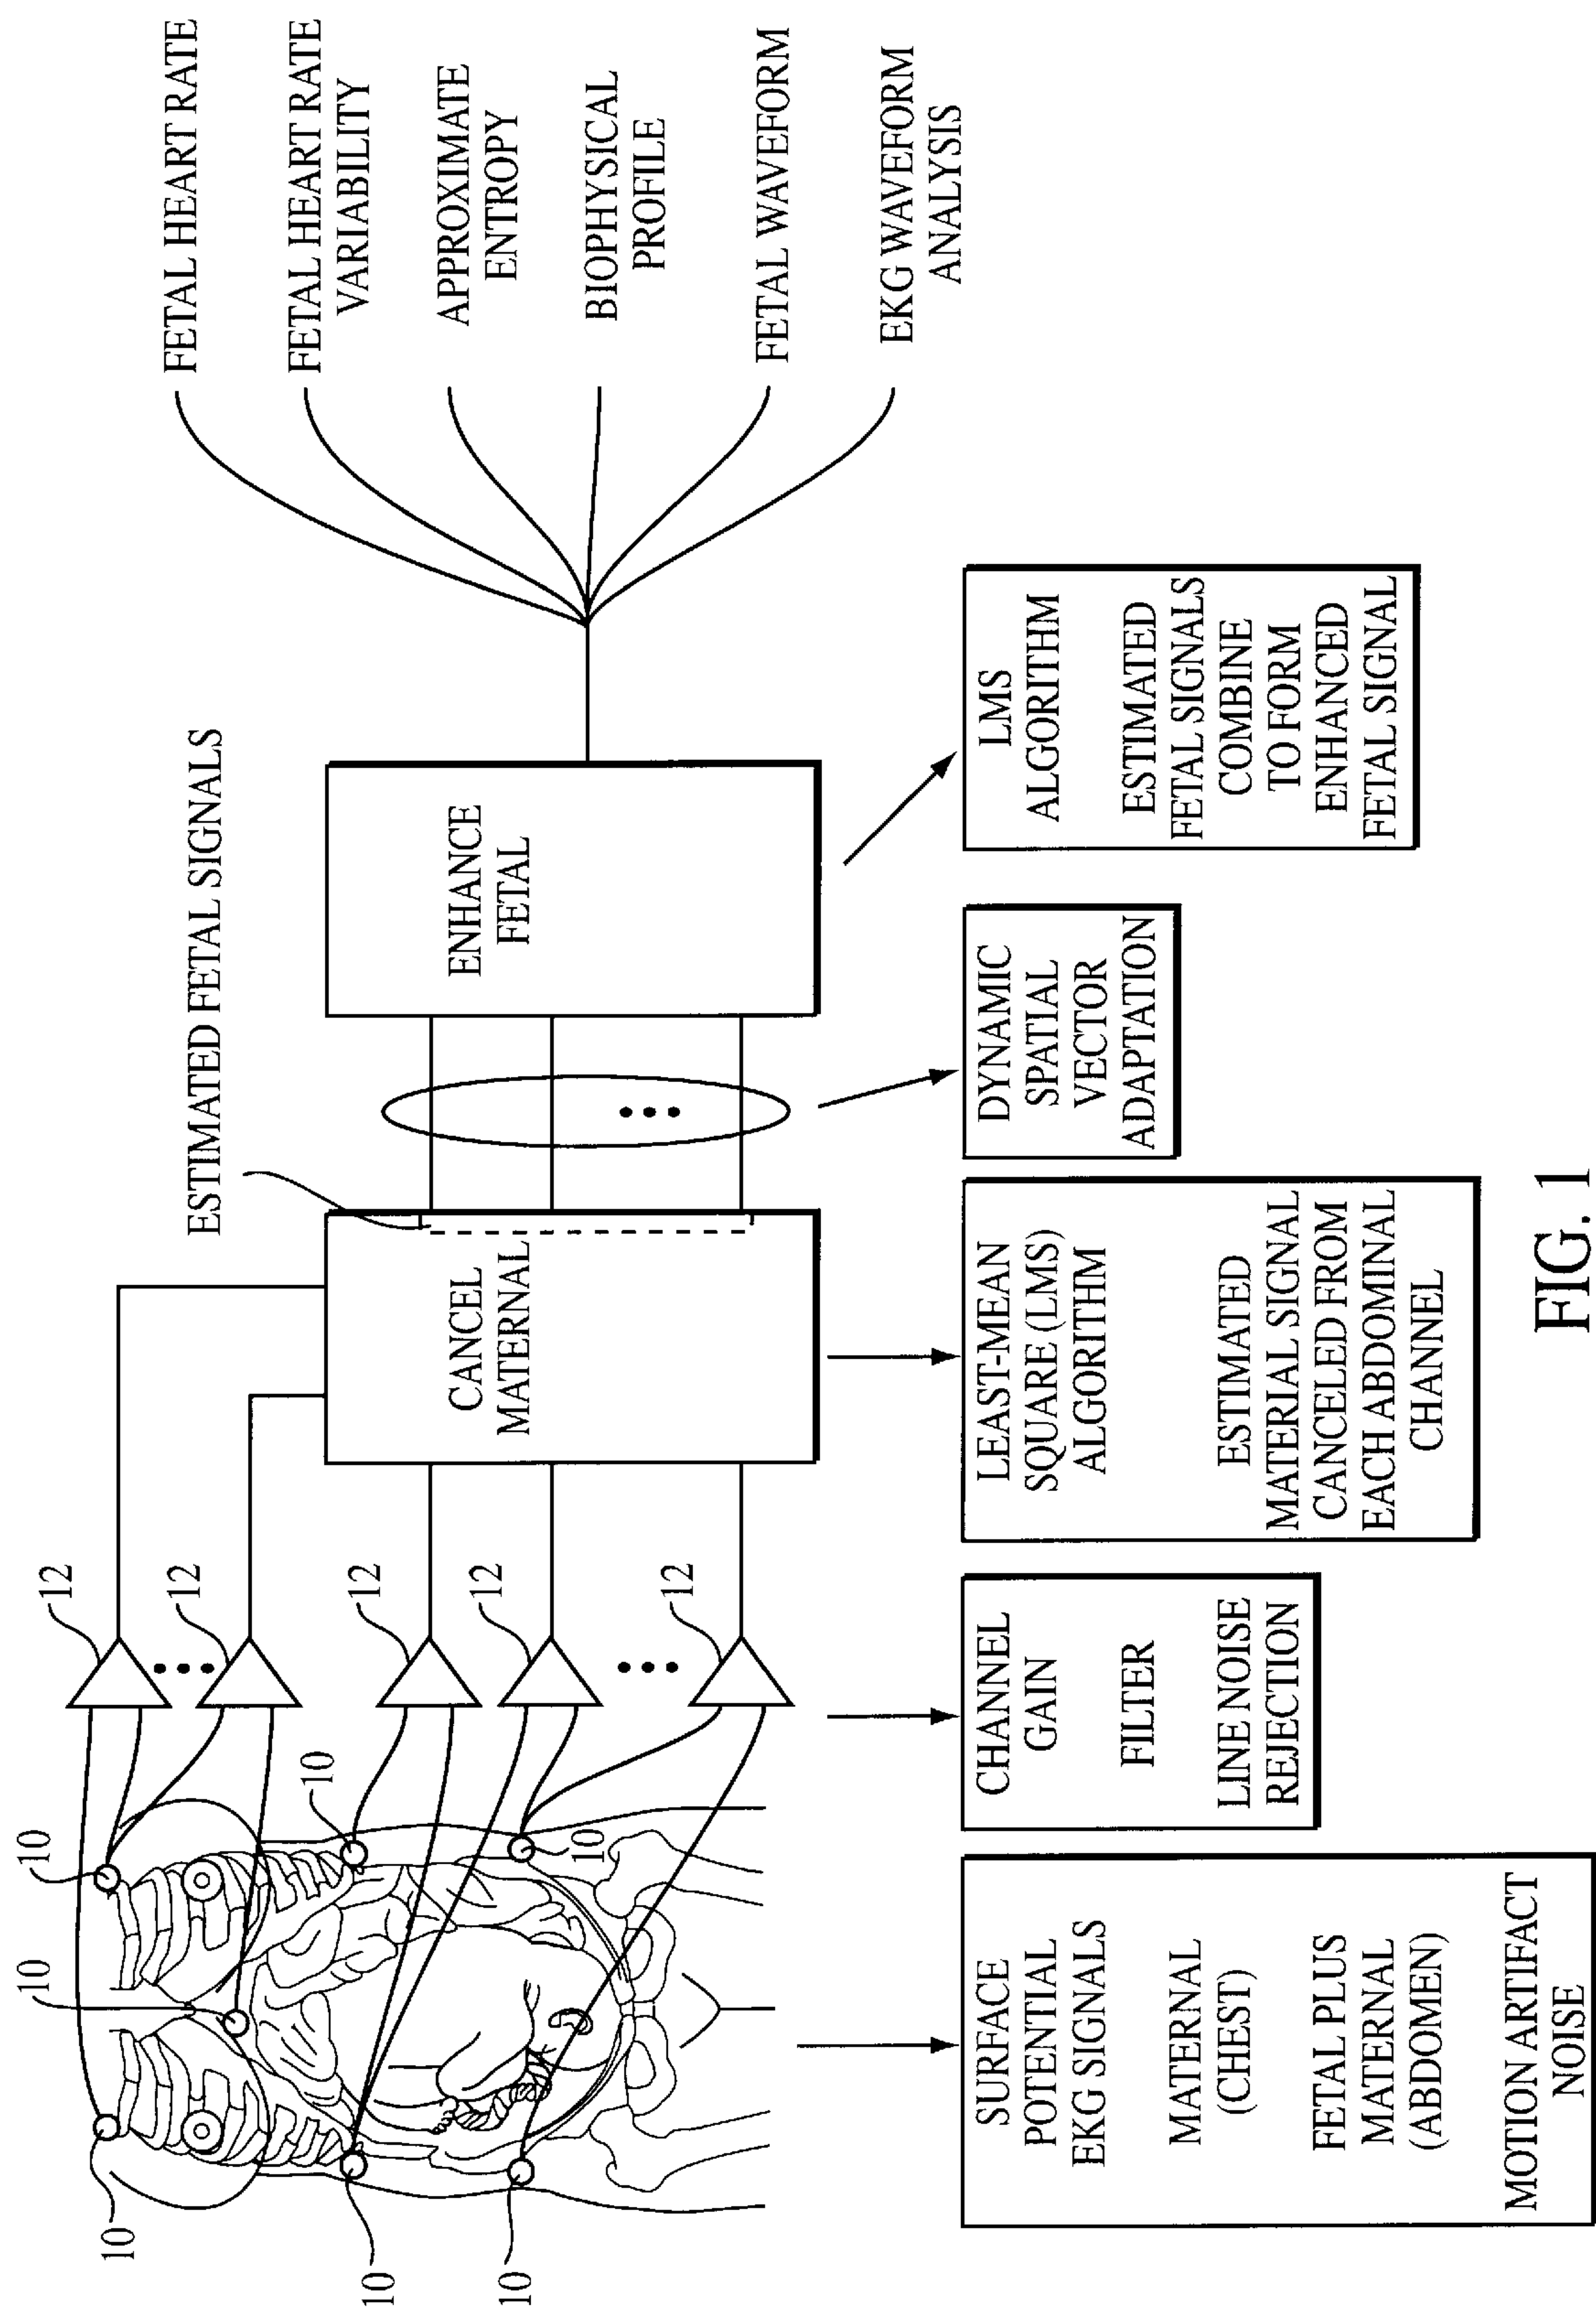 10
10
10
10
10
10
10
12
12
12
12
12
ESTIMATED FETAL SIGNALS
CANCEL
MATERNAL
ENHANCE
FETAL
FETAL HEART RATE
FETAL HEART RATE
VARIABILITY
APPROXIMATE
ENTROPY
BIOPHYSICAL
PROFILE
FETAL WAVEFORM
EKG WAVEFORM
ANALYSIS
SURFACE
POTENTIAL
EKG SIGNALS
MATERNAL
(CHEST)
FETAL PLUS
MATERNAL
(ABDOMEN)
MOTION ARTIFACT
NOISE
CHANNEL
GAIN
FILTER
LINE NOISE
REJECTION
LEAST-MEAN
SQUARE (LMS)
ALGORITHM
ESTIMATED
MATERIAL SIGNAL
CANCELED FROM
EACH ABDOMINAL
CHANNEL
DYNAMIC
SPATIAL
VECTOR
ADAPTATION
LMS
ALGORITHM
ESTIMATED
FETAL SIGNALS
COMBINE
TO FORM
ENHANCED
FETAL SIGNAL
FIG. 1